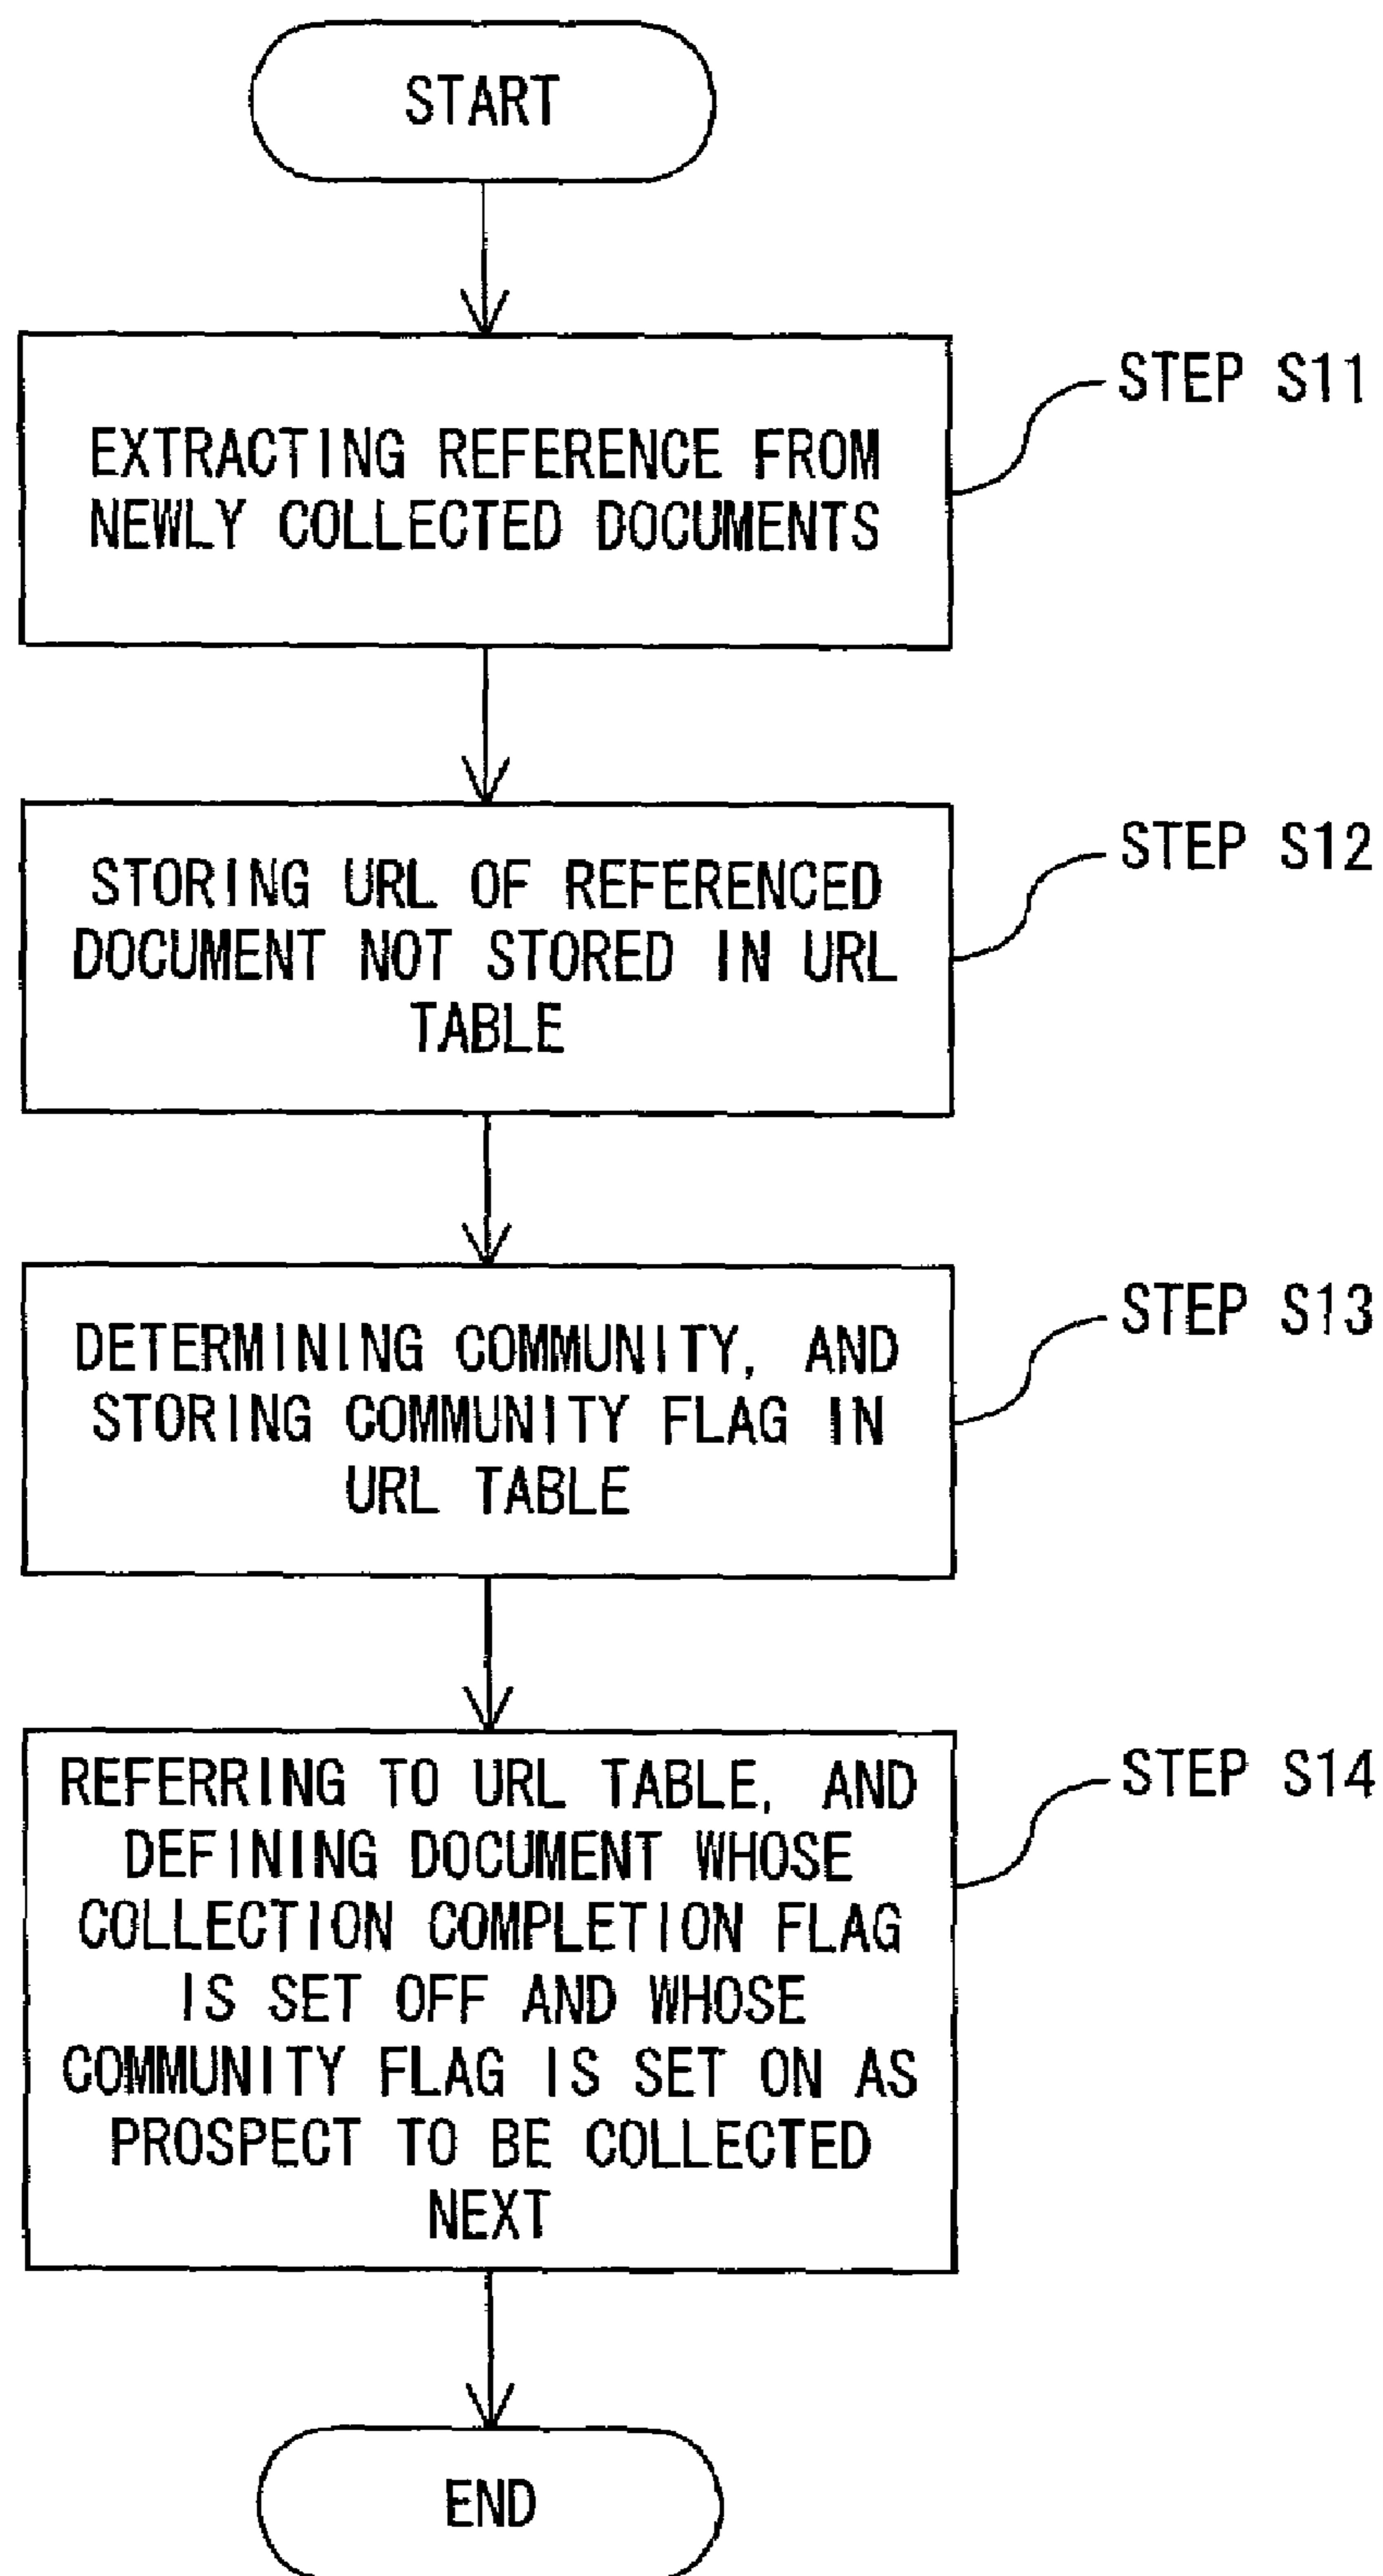 START
EXTRACTING REFERENCE FROM
NEWLY COLLECTED DOCUMENTS
STEP S11
STORING URL OF REFERENCED
DOCUMENT NOT STORED IN URL
TABLE
STEP S12
DETERMINING COMMUNITY, AND
STORING COMMUNITY FLAG IN
URL TABLE
STEP S13
REFERRING TO URL TABLE, AND
DEFINING DOCUMENT WHOSE
COLLECTION COMPLETION FLAG
IS SET OFF AND WHOSE
COMMUNITY FLAG IS SET ON AS
PROSPECT TO BE COLLECTED
NEXT
STEP S14
END